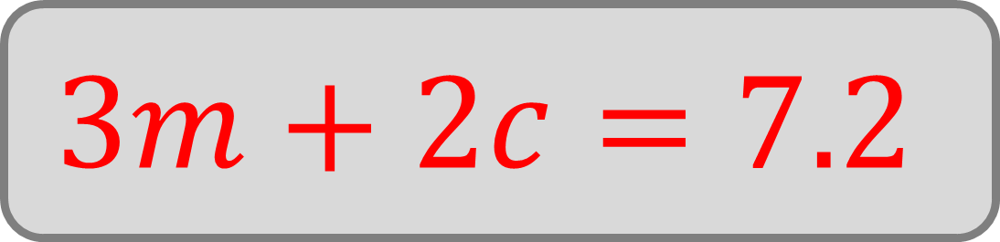 3m + 2c = 7.2